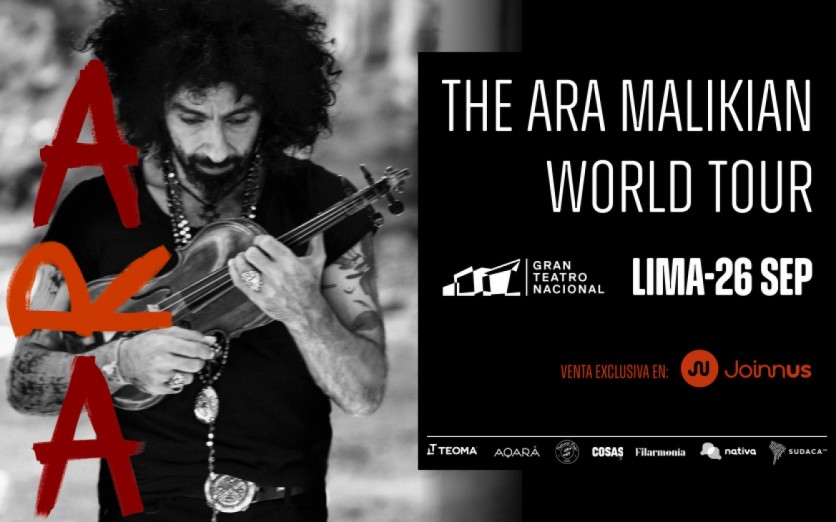 ARA
THE ARA MALIKIAN
WORLD TOUR
GRAN
TEATRO
NACIONAL
LIMA-26 SEP
VENTA EXCLUSIVA EN:
Joinnus
TEOMA
AQARÁ
COSAS
Filarmonía
nativa
SUDACA